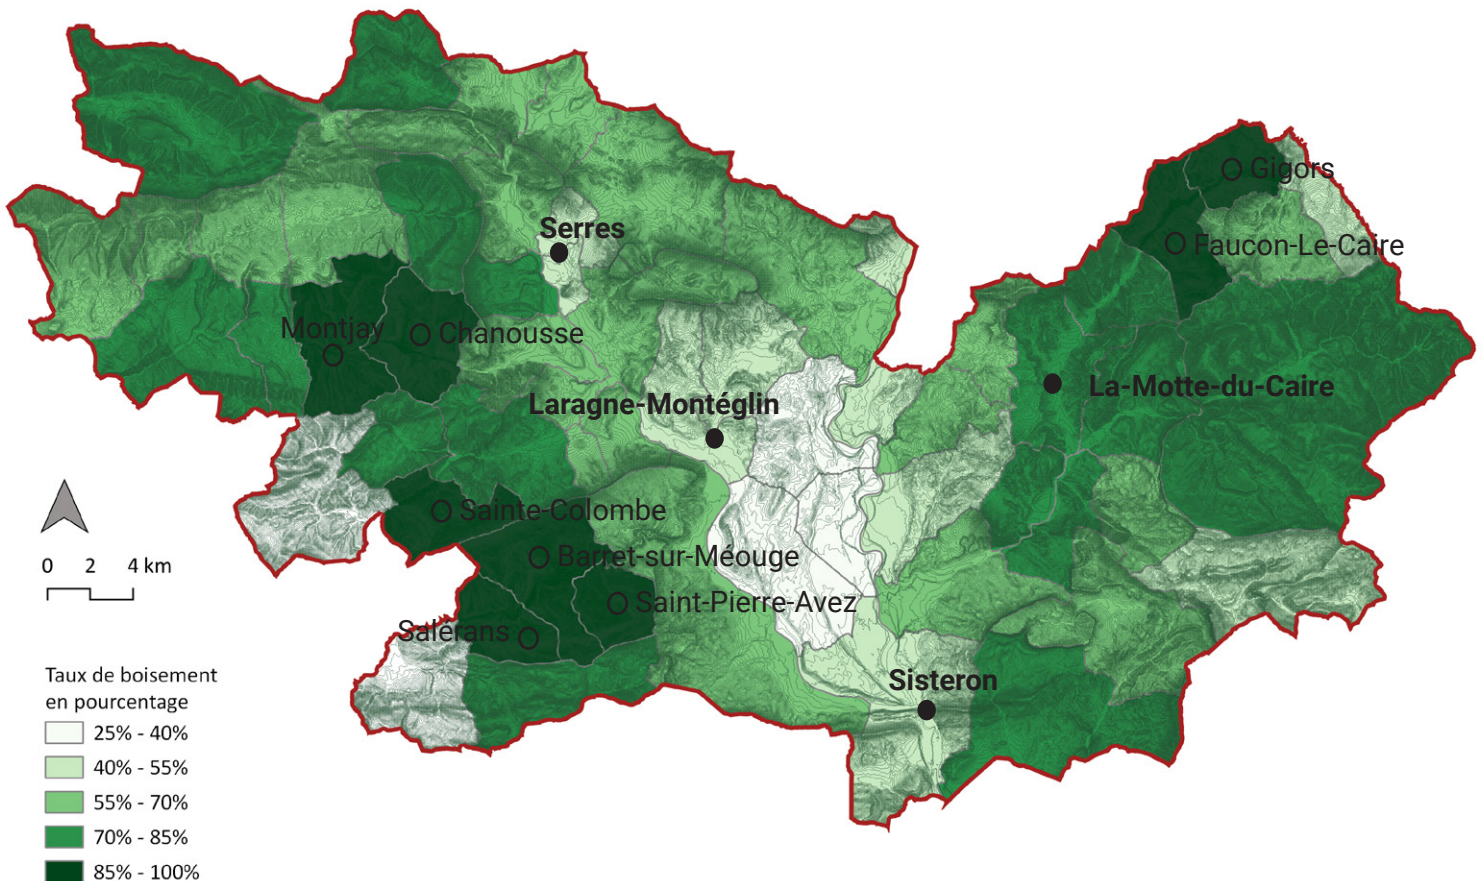 Gigors
Serres
Faucon-Le-Caire
Montjay
Chanousse
La-Motte-du-Caire
Laragne-Montéglin
Sainte-Colombe
Barret-sur-Méouge
0 2 4 km
Saint-Pierre-Avez
Salérans
Taux de boisement
en pourcentage
Sisteron
25% - 40%
40% - 55%
55% - 70%
70% - 85%
85% - 100%